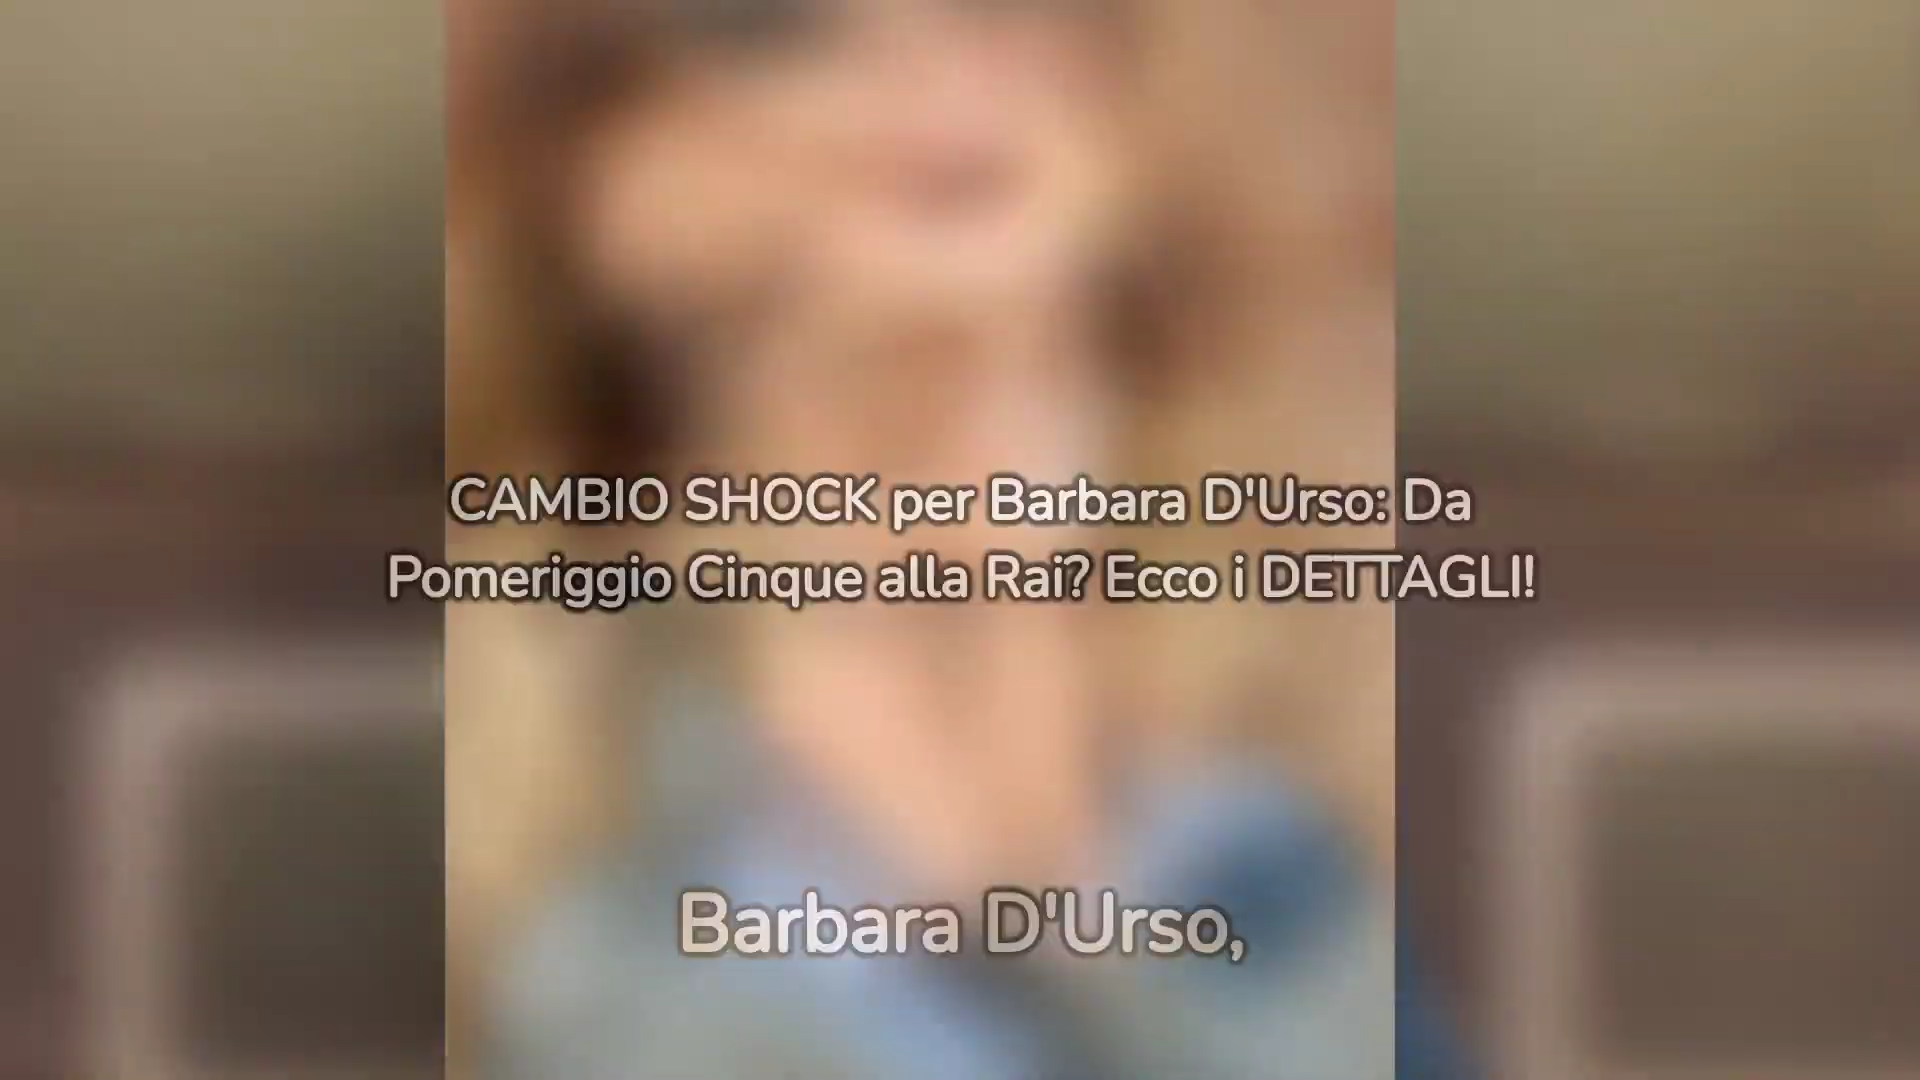 CAMBIO SHOCK per Barbara D'Urso: Da
Pomeriggio Cinque alla Rai? Ecco i DETTAGLI!
Barbara D'Urso,